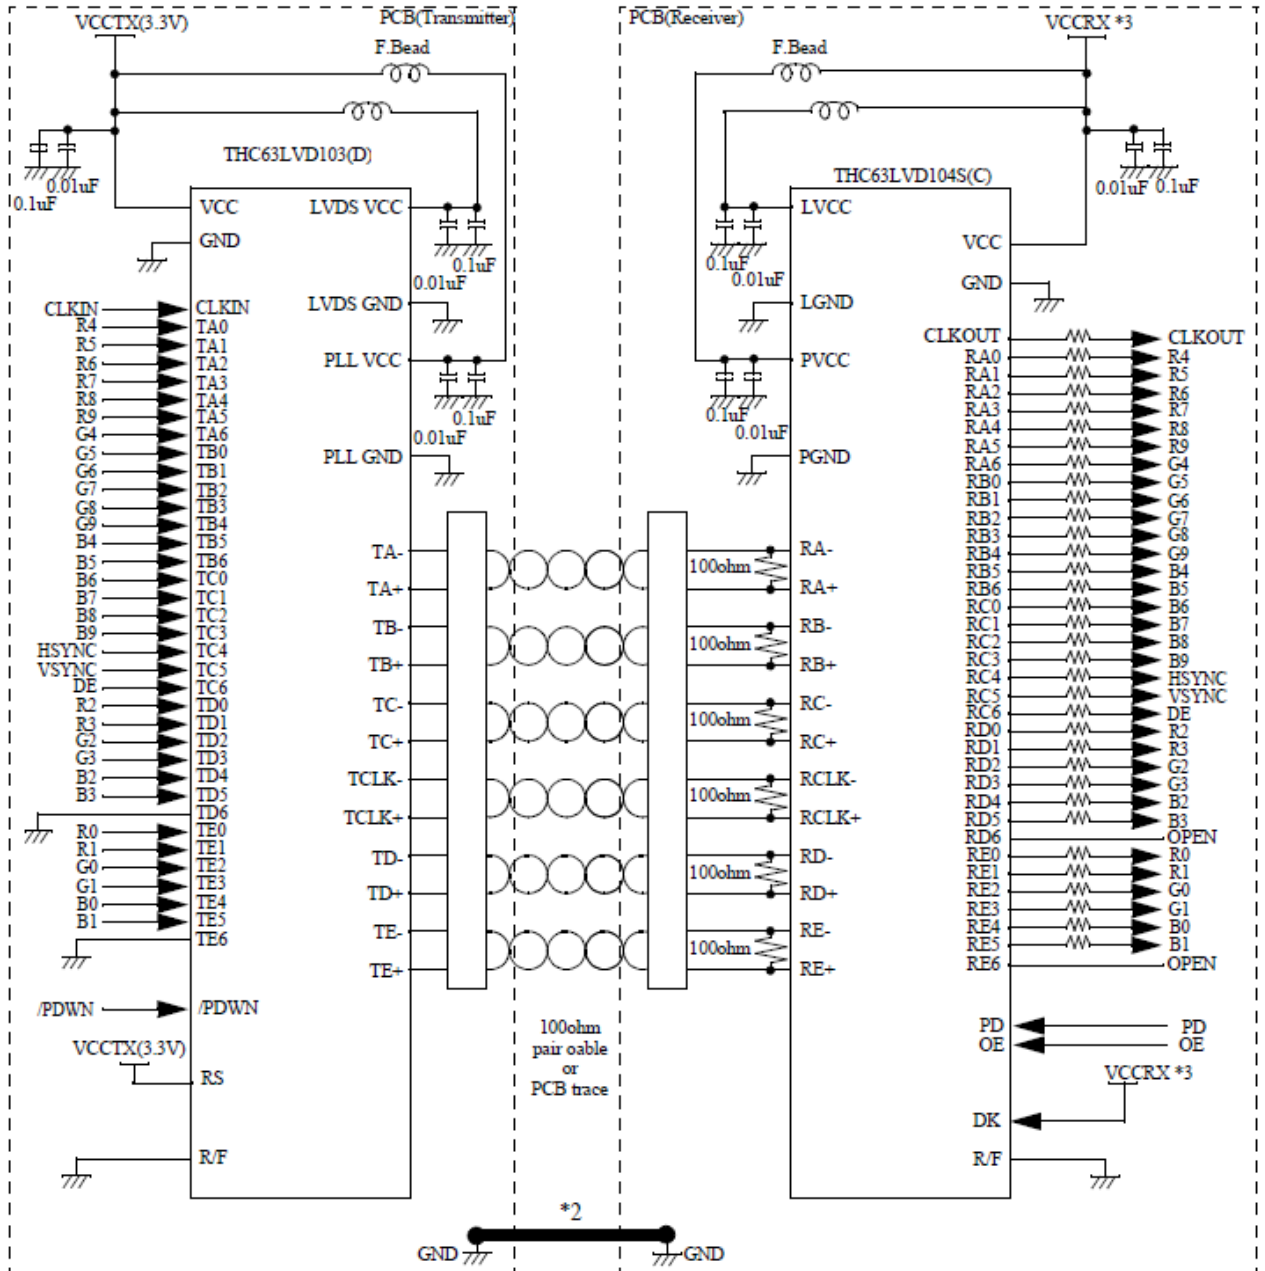 PCB(Transmitter)
PCB(Receiver)
VCCTX(3.3V)
VCCRX *3
F.Bead
F.Bead
THC63LVD103(D)
THC63LVD104S(C)
0.01uF
0.1uF
0.01uF
0.1uF
VCC
LVDS VCC
GND
0.1uF
0.01uF
LVDS GND
CLKIN
CLKIN
R4
TA0
R5
TA1
R6
TA2
R7
TA3
R8
TA4
R9
TA5
G4
TA6
G5
TB0
G6
TB1
G7
TB2
G8
TB3
G9
TB4
B4
TB5
B5
TB6
B6
TC0
B7
TC1
B8
TC2
B9
TC3
HSYNC
TC4
VSYNC
TC5
DE
TC6
R2
TD0
R3
TD1
G2
TD2
G3
TD3
B2
TD4
B3
TD5
TD6
R0
TE0
R1
TE1
G0
TE2
G1
TE3
B0
TE4
B1
TE5
TE6
/PDWN
/PDWN
VCCTX(3.3V)
RS
R/F
PLL VCC
0.1uF
0.01uF
PLL GND
TA-
TA+
TB-
TB+
TC-
TC+
TCLK-
TCLK+
TD-
TD+
TE-
TE+
100ohm
pair oable
or
PCB trace
*2
GND
GND
100ohm
100ohm
100ohm
100ohm
100ohm
100ohm
LVCC
0.1uF
0.01uF
LGND
PVCC
0.1uF
0.01uF
PGND
RA-
RA+
RB-
RB+
RC-
RC+
RCLK-
RCLK+
RD-
RD+
RE-
RE+
VCC
GND
CLKOUT
CLKOUT
RA0
R4
RA1
R5
RA2
R6
RA3
R7
RA4
R8
RA5
R9
RA6
G4
RB0
G5
RB1
G6
RB2
G7
RB3
G8
RB4
G9
RB5
B4
RB6
B5
RC0
B6
RC1
B7
RC2
B8
RC3
B9
RC4
HSYNC
RC5
VSYNC
RC6
DE
RD0
R2
RD1
R3
RD2
G2
RD3
G3
RD4
B2
RD5
B3
RD6
OPEN
RE0
R0
RE1
R1
RE2
G0
RE3
G1
RE4
B0
RE5
B1
RE6
OPEN
PD
PD
OE
OE
VCCRX *3
DK
R/F